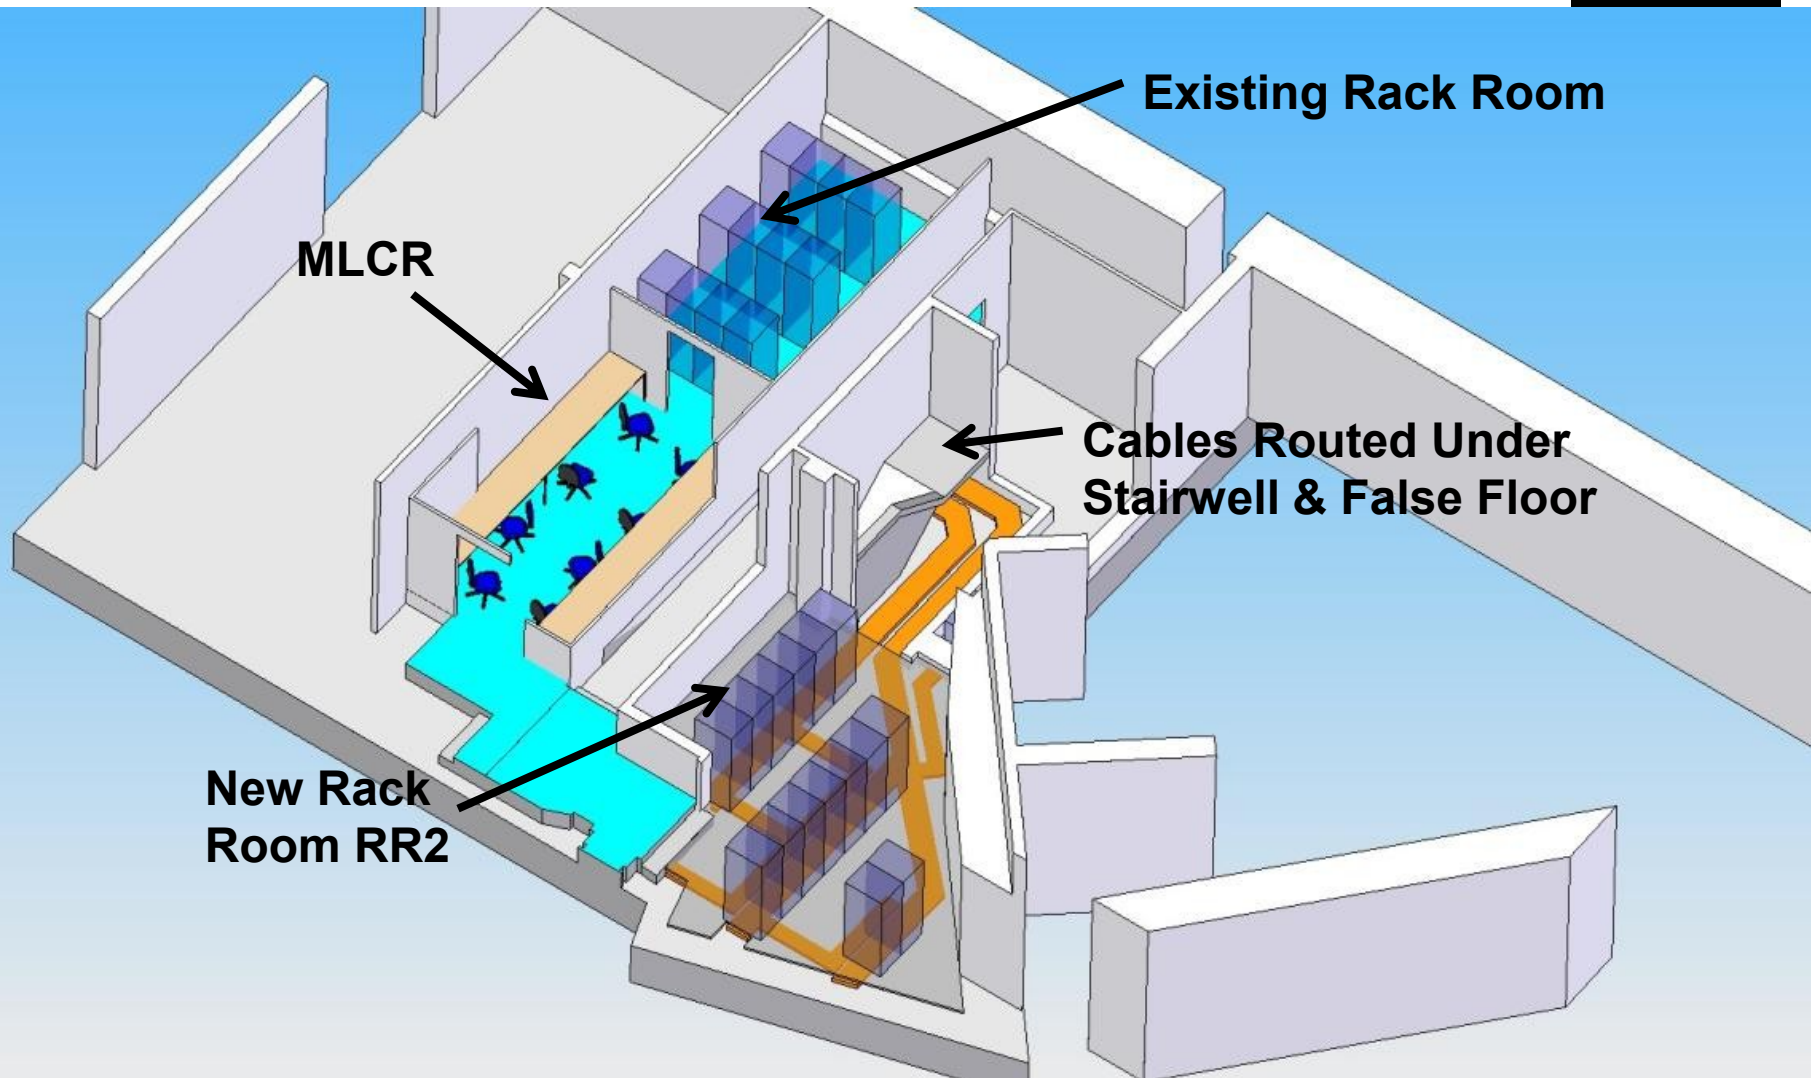 Existing Rack Room
MLCR
Cables Routed Under
Stairwell & False Floor
New Rack
Room RR2